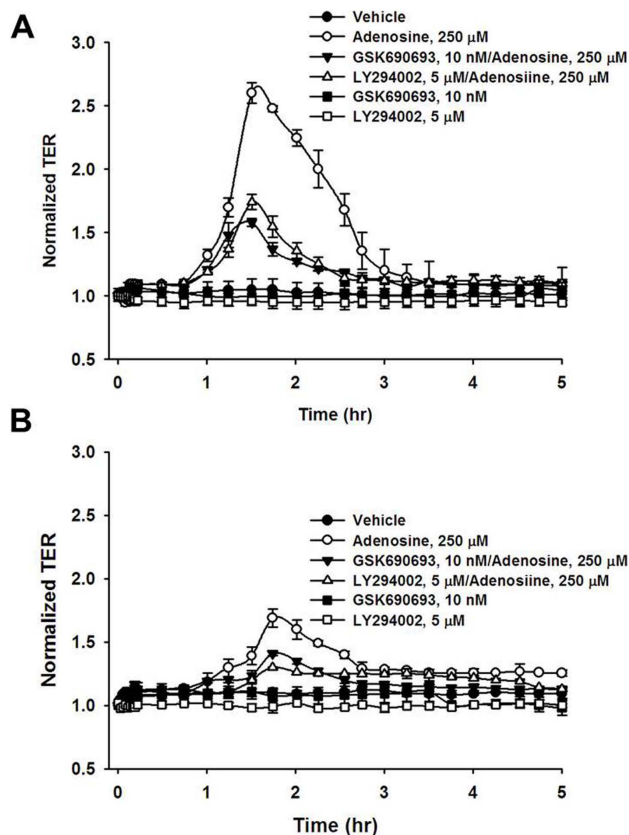 A
Vehicle
Adenosine, 250 μM
GSK690693, 10 nM/Adenosine, 250 μM
LY294002, 5 μM/Adenosiine, 250 μM
GSK690693, 10 nM
LY294002, 5 μM
3.0
2.5
2.0
1.5
1.0
0.5
Normalized TER
0 1 2 3 4 5
Time (hr)
B
Vehicle
Adenosine, 250 μM
GSK690693, 10 nM/Adenosine, 250 μM
LY294002, 5 μM/Adenosiine, 250 μM
GSK690693, 10 nM
LY294002, 5 μM
3.0
2.5
2.0
1.5
1.0
0.5
Normalized TER
0 1 2 3 4 5
Time (hr)